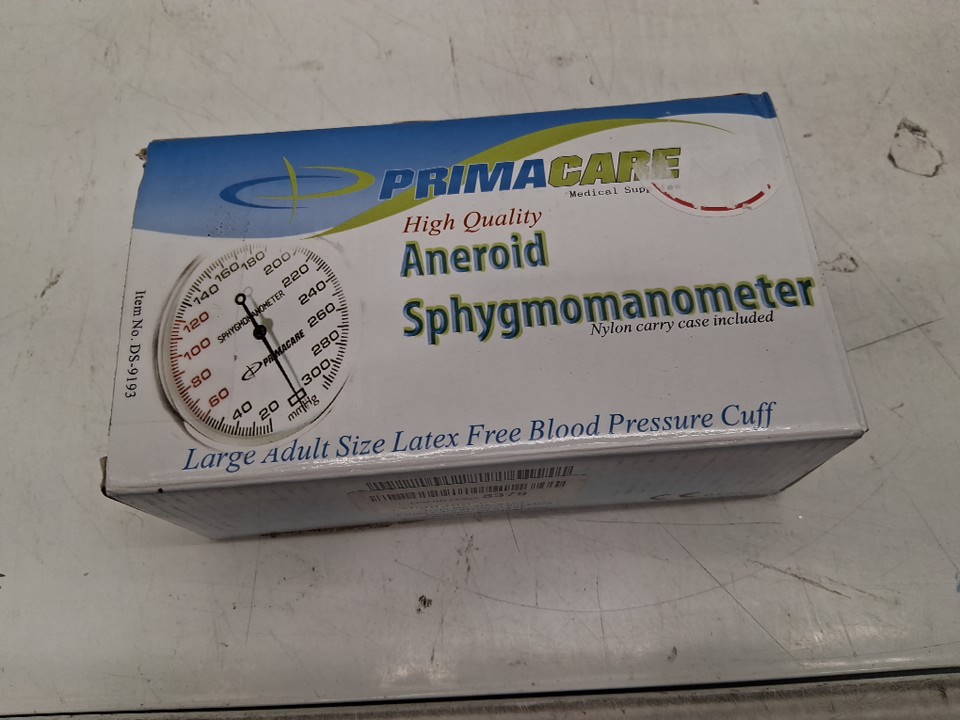 PRIMACARE
Medical Supplies
High Quality
Aneroid
Sphygmomanometer
Nylon carry case included
Item No. DS-9193
20 40 60 80 100 120 140 160 180 200 220 240 260 280 300
SPHYGMOMANOMETER
PRIMACARE
mmHg
Large Adult Size Latex Free Blood Pressure Cuff
CE